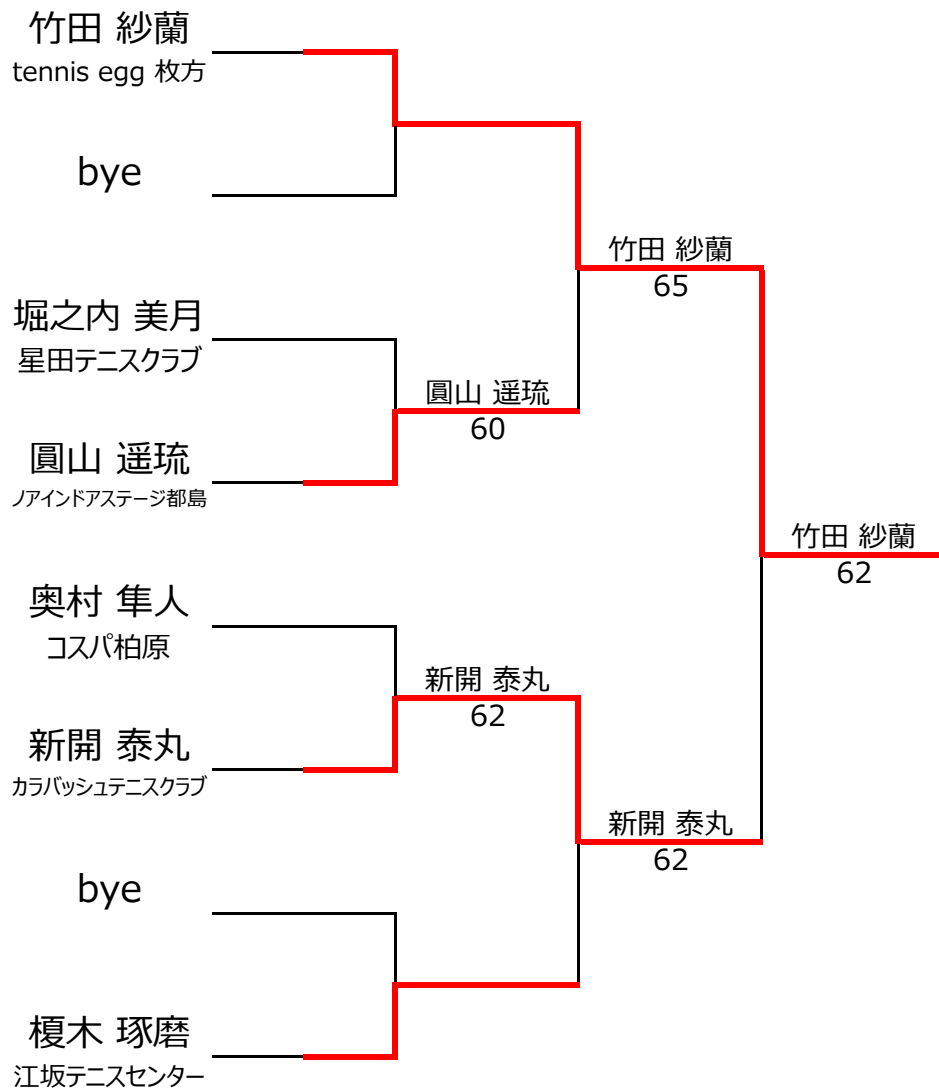 竹田 紗蘭
tennis egg 枚方
bye
竹田 紗蘭
65
堀之内 美月
星田テニスクラブ
圓山 遥琉
60
圓山 遥琉
ノアインドアステージ都島
竹田 紗蘭
62
奥村 隼人
コスパ柏原
新開 泰丸
62
新開 泰丸
カラバッシュテニスクラブ
新開 泰丸
62
bye
榎木 琢磨
江坂テニスセンター